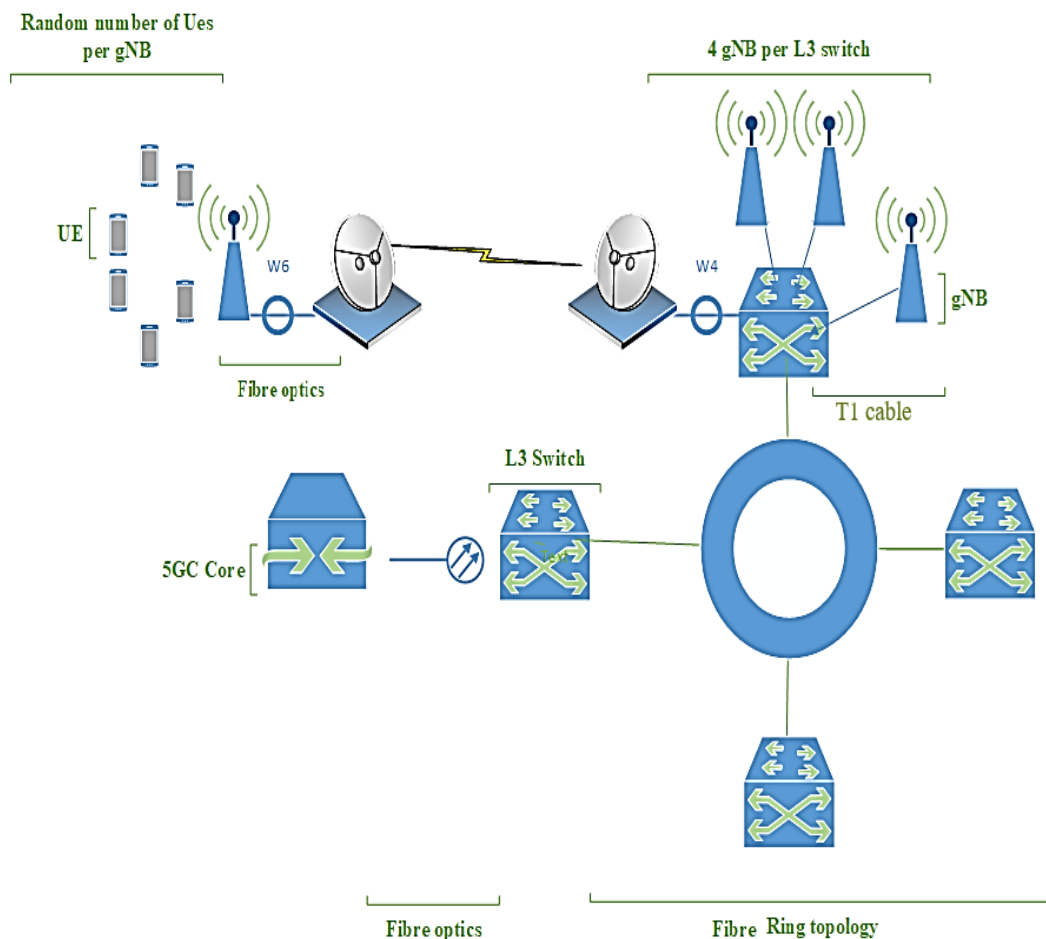 Random number of Ues
per gNB
4 gNB per L3 switch
UE
W6
W4
gNB
Fibre optics
T1 cable
L3 Switch
Text
5GC Core
Fibre optics
Fibre Ring topology